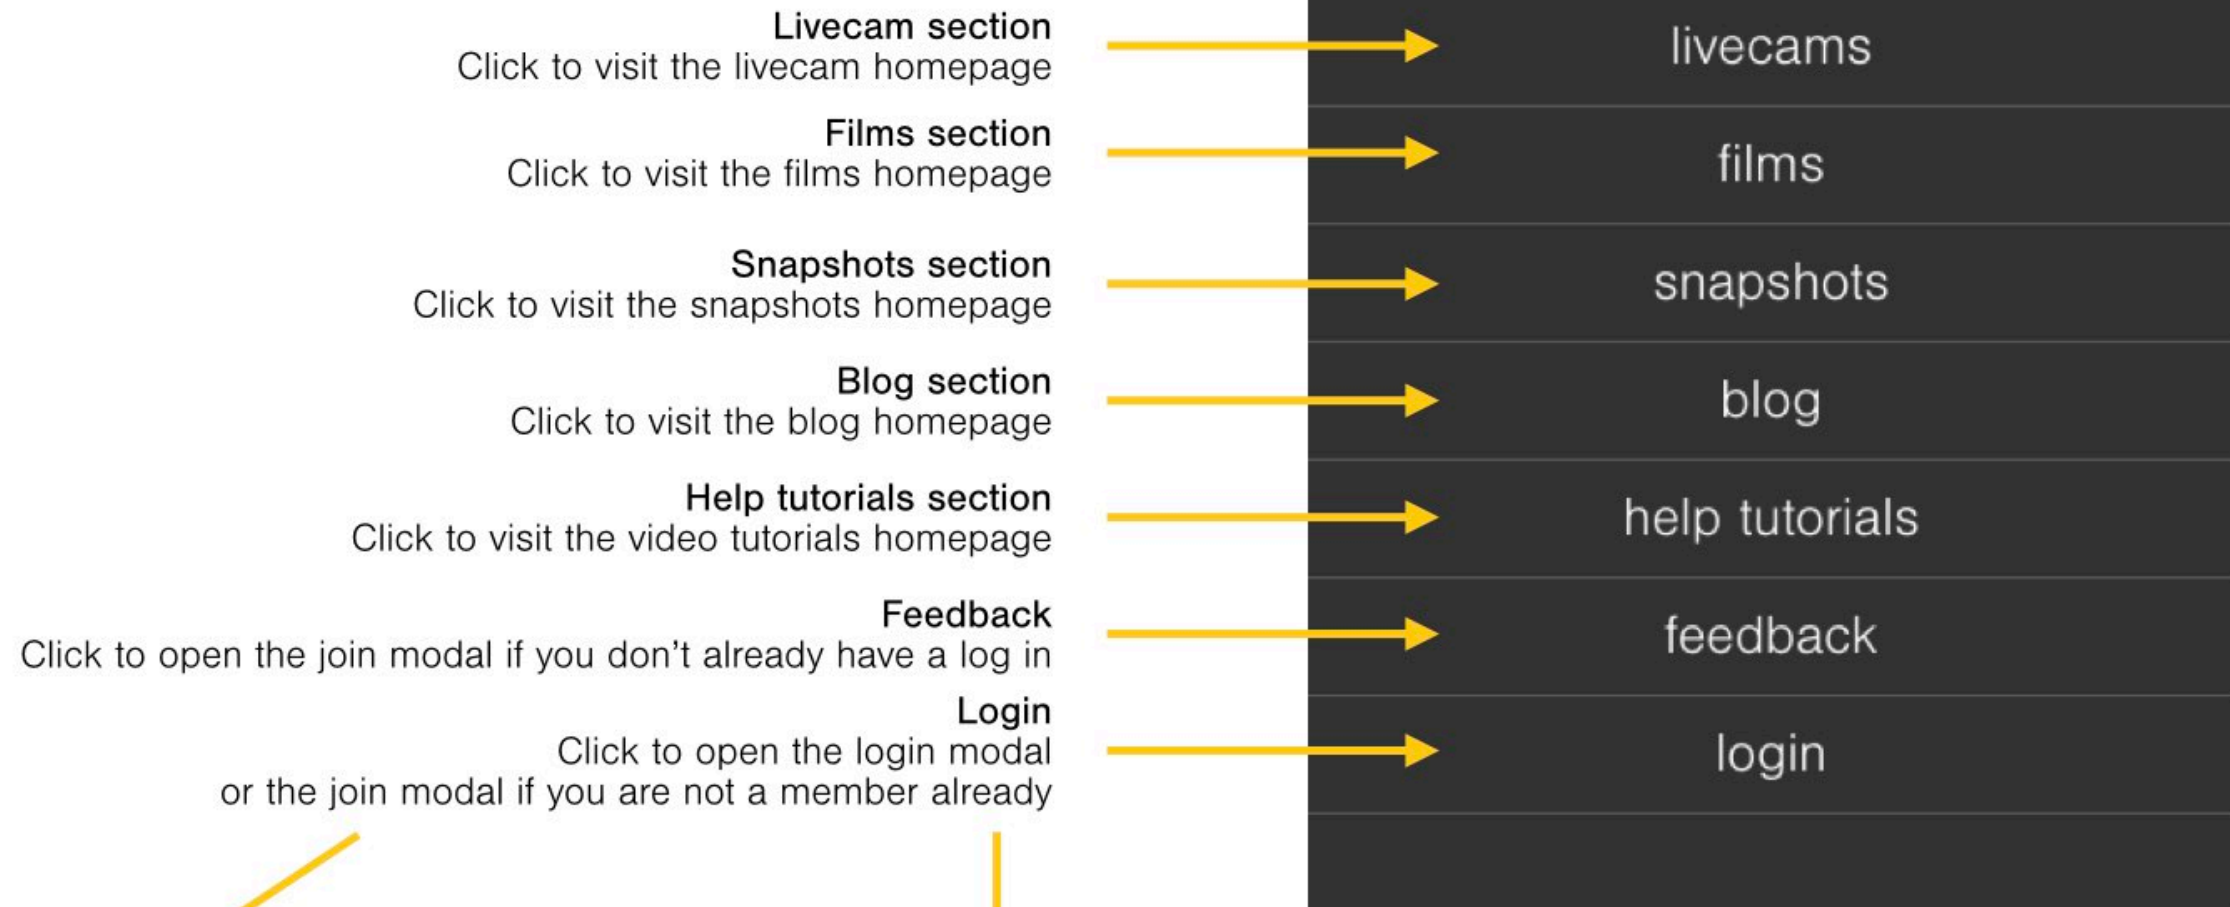 Livecam section
Click to visit the livecam homepage
livecams
Films section
Click to visit the films homepage
films
Snapshots section
Click to visit the snapshots homepage
snapshots
Blog section
Click to visit the blog homepage
blog
Help tutorials section
Click to visit the video tutorials homepage
help tutorials
Feedback
Click to open the join modal if you don’t already have a log in
feedback
Login
Click to open the login modal
or the join modal if you are not a member already
login